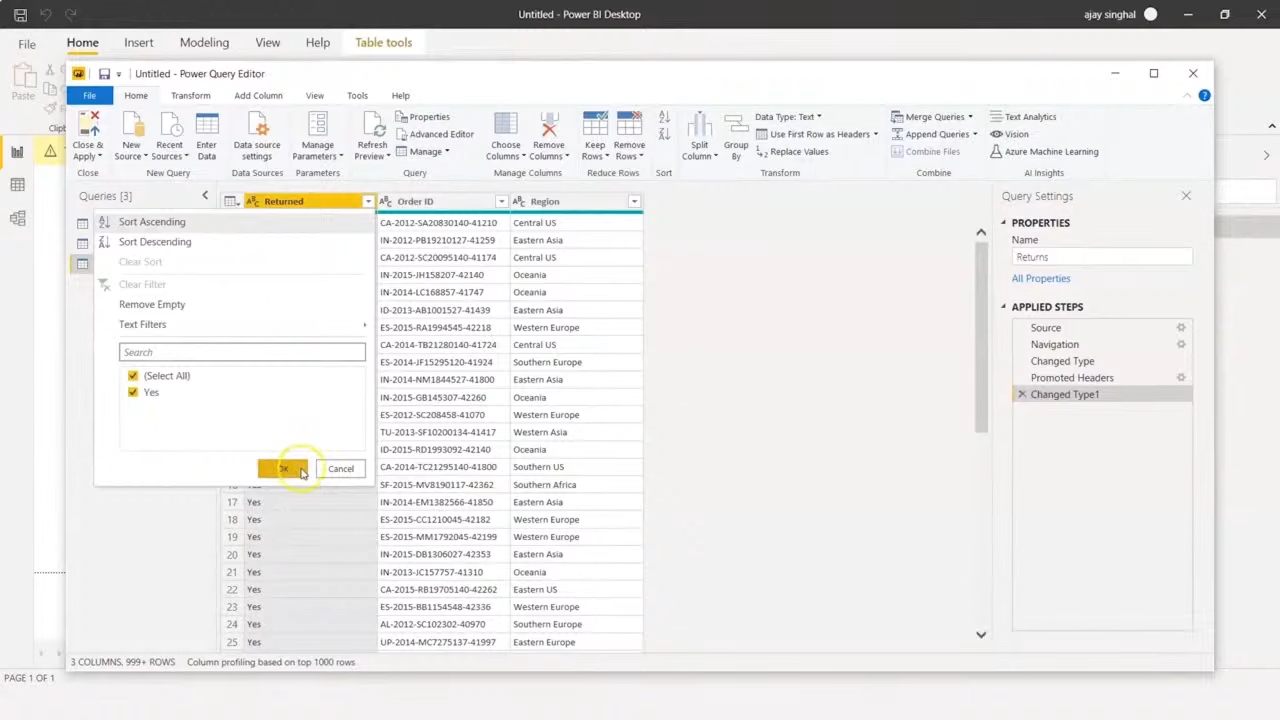 Untitled - Power BI Desktop
ajay singhal
File
Home
Insert
Modeling
View
Help
Table tools
Paste
Clipb
Untitled - Power Query Editor
File
Home
Transform
Add Column
View
Tools
Help
Close & Apply
New Source
Recent Sources
Enter Data
Data source settings
Manage Parameters
Refresh Preview
Properties
Advanced Editor
Manage
Choose Columns
Remove Columns
Keep Rows
Remove Rows
Split Column
Group By
Data Type: Text
Use First Row as Headers
Replace Values
Merge Queries
Append Queries
Combine Files
Text Analytics
Vision
Azure Machine Learning
Close
New Query
Data Sources
Parameters
Query
Manage Columns
Reduce Rows
Sort
Transform
Combine
AI Insights
Queries [3]
Returned
Order ID
Region
Sort Ascending
Sort Descending
Clear Sort
Clear Filter
Remove Empty
Text Filters
Search
(Select All)
Yes
OK
Cancel
CA-2012-SA20830140-41210 Central US
IN-2012-PB19210127-41259 Eastern Asia
CA-2012-SC20095140-41174 Central US
IN-2015-JH158207-42140 Oceania
IN-2014-LC168857-41747 Oceania
ID-2013-AB1001527-41439 Eastern Asia
ES-2015-RA1994545-42218 Western Europe
CA-2014-TB21280140-41724 Central US
ES-2014-JF15295120-41924 Southern Europe
IN-2014-NM1844527-41800 Eastern Asia
IN-2015-GB145307-42260 Oceania
ES-2012-SC208458-41070 Western Europe
TU-2013-SF10200134-41417 Western Asia
ID-2015-RD1993092-42140 Oceania
CA-2014-TC21295140-41800 Southern US
SF-2015-MV8190117-42362 Southern Africa
17 Yes IN-2014-EM1382566-41850 Eastern Asia
18 Yes ES-2015-CC1210045-42182 Western Europe
19 Yes ES-2015-MM1792045-42199 Western Europe
20 Yes IN-2015-DB1306027-42353 Eastern Asia
21 Yes IN-2013-JC157757-41310 Oceania
22 Yes CA-2015-RB19705140-42262 Eastern US
23 Yes ES-2015-BB1154548-42336 Western Europe
24 Yes AL-2012-SC102302-40970 Southern Europe
25 Yes UP-2014-MC7275137-41997 Eastern Europe
Query Settings
PROPERTIES
Name
Returns
All Properties
APPLIED STEPS
Source
Navigation
Changed Type
Promoted Headers
Changed Type1
3 COLUMNS, 999+ ROWS
Column profiling based on top 1000 rows
PAGE 1 OF 1